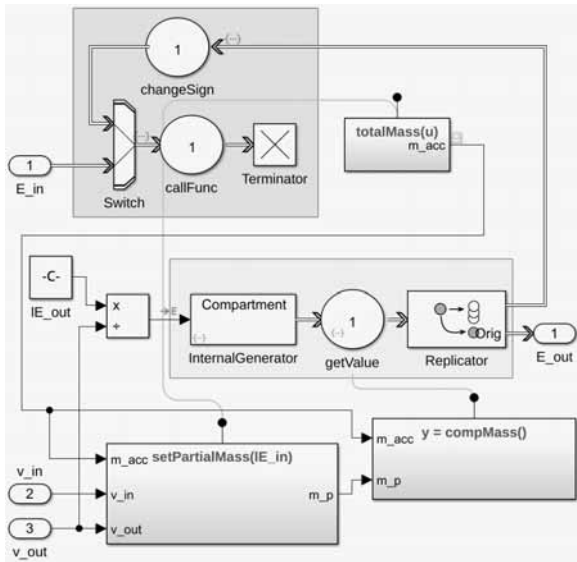 1
changeSign
{--}
totalMass(u)
m_acc
{--}
1
E_in
Switch
1
callFunc
Terminator
-C-
IE_out
x
÷
E
Compartment
{--}
InternalGenerator
1
{--}
getValue
Orig
Replicator
1
E_out
m_acc
setPartialMass(IE_in)
v_in
m_p
v_out
m_acc
y = compMass()
m_p
v_in
2
3
v_out